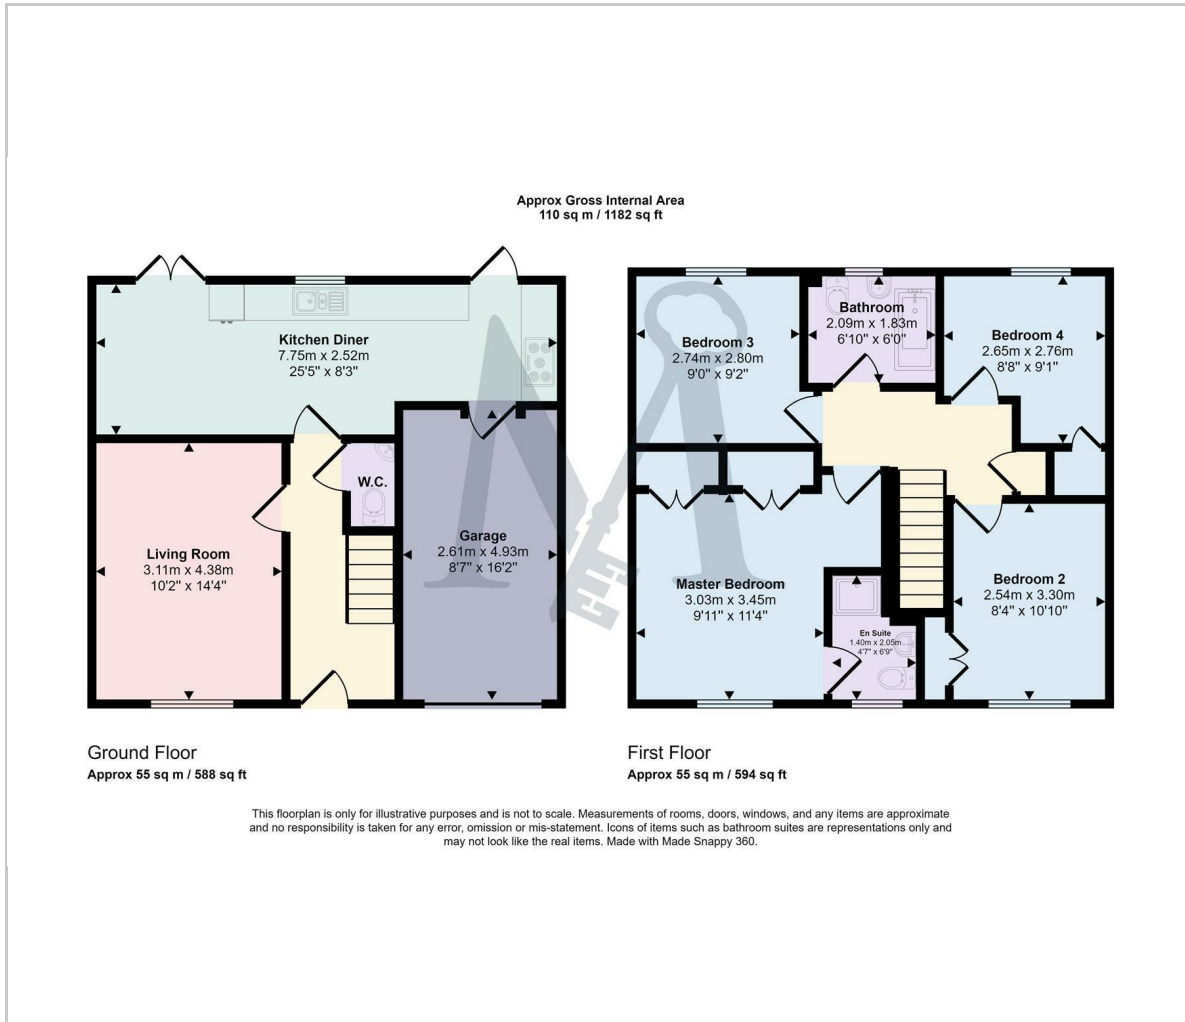 Approx Gross Internal Area
110 sq m / 1182 sq ft
Kitchen Diner
7.75m x 2.52m
25'5" x 8'3"
Living Room
3.11m x 4.38m
10'2" x 14'4"
W.C.
Garage
2.61m x 4.93m
8'7" x 16'2"
Ground Floor
Approx 55 sq m / 588 sq ft
Bedroom 3
2.74m x 2.80m
9'0" x 9'2"
Bathroom
2.09m x 1.83m
6'10" x 6'0"
Bedroom 4
2.65m x 2.76m
8'8" x 9'1"
Master Bedroom
3.03m x 3.45m
9'11" x 11'4"
En Suite
1.40m x 2.05m
4'7" x 6'9"
Bedroom 2
2.54m x 3.30m
8'4" x 10'10"
First Floor
Approx 55 sq m / 594 sq ft
This floorplan is only for illustrative purposes and is not to scale. Measurements of rooms, doors, windows, and any items are approximate
and no responsibility is taken for any error, omission or mis-statement. Icons of items such as bathroom suites are representations only and
may not look like the real items. Made with Made Snappy 360.